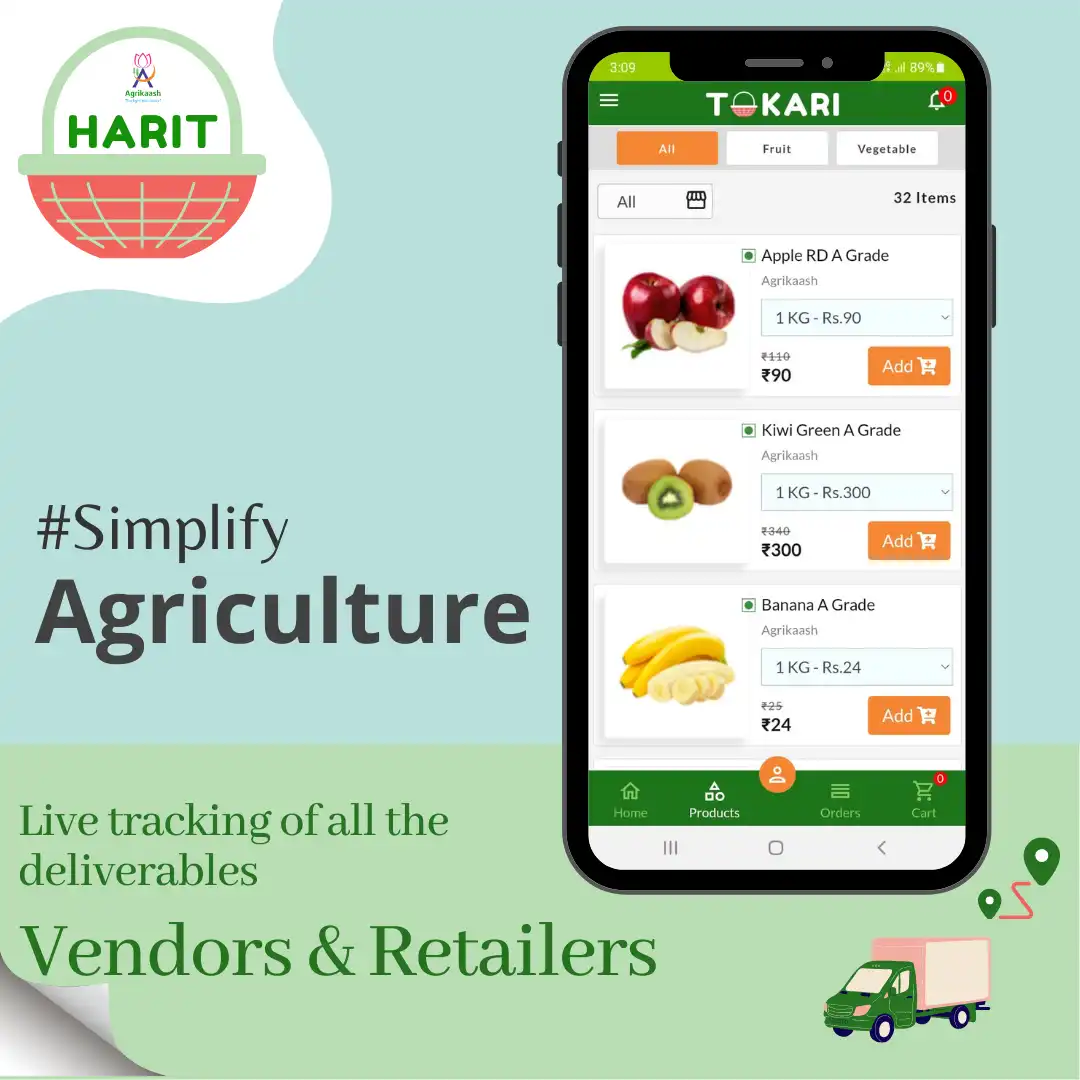 Agrikaash
HARIT
#Simplify
Agriculture
Live tracking of all the
deliverables
Vendors & Retailers
3:09
89%
TOKARI
0
All
Fruit
Vegetable
All
32 Items
Apple RD A Grade
Agrikaash
1 KG - Rs.90
₹110
₹90
Add
Kiwi Green A Grade
Agrikaash
1 KG - Rs.300
₹340
₹300
Add
Banana A Grade
Agrikaash
1 KG - Rs.24
₹25
₹24
Add
Home
Products
Orders
0
Cart